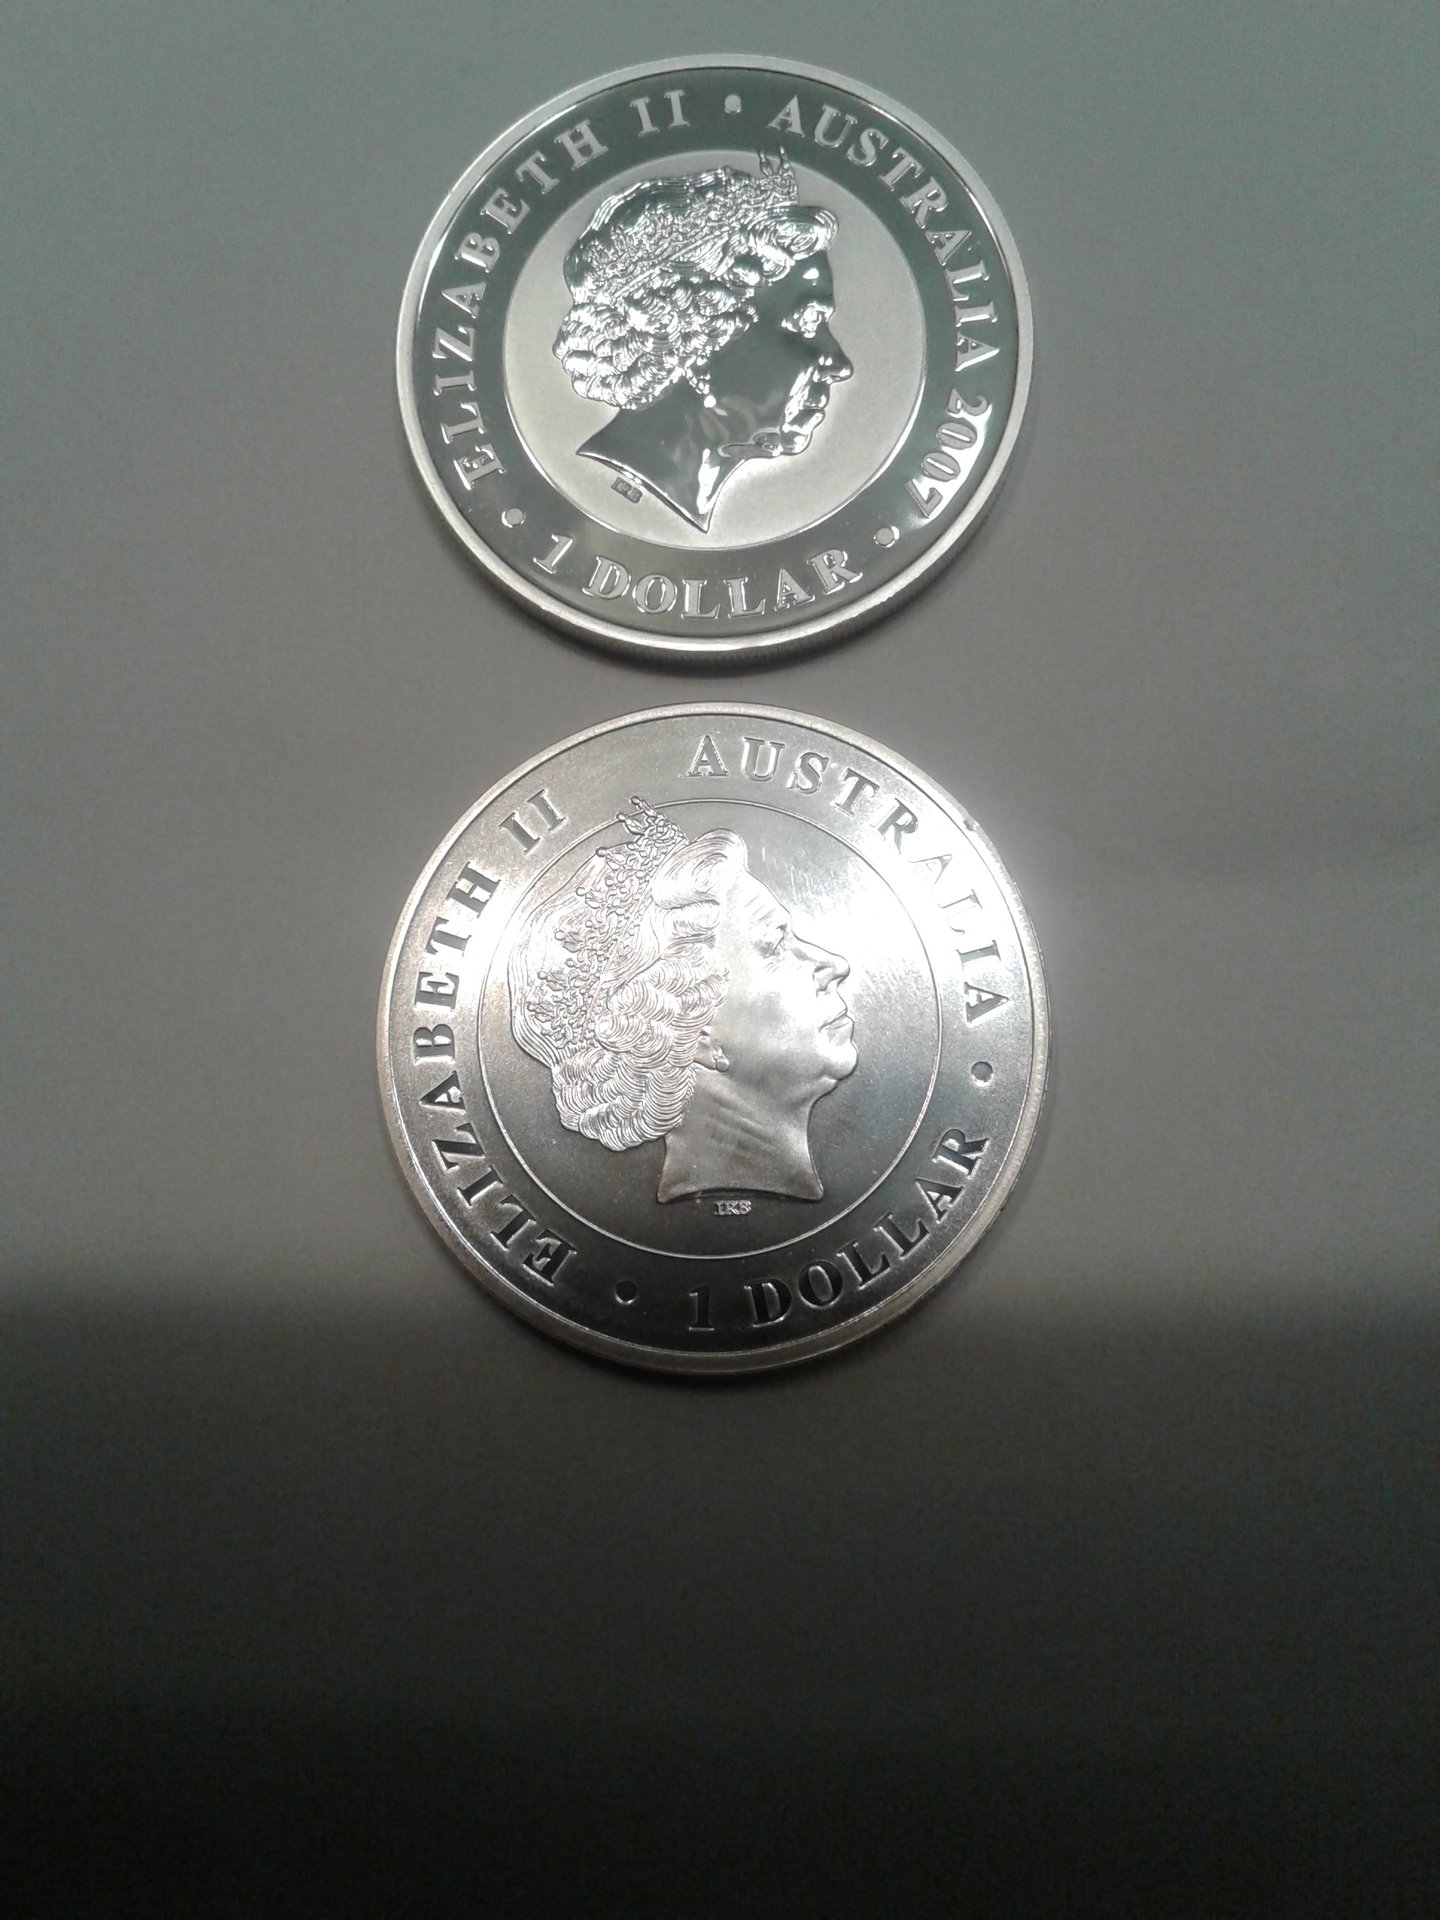 ELIZABETH II • AUSTRALIA 2007 •
1 DOLLAR •
IRB
ELIZABETH II
AUSTRALIA •
1 DOLLAR •
IRB